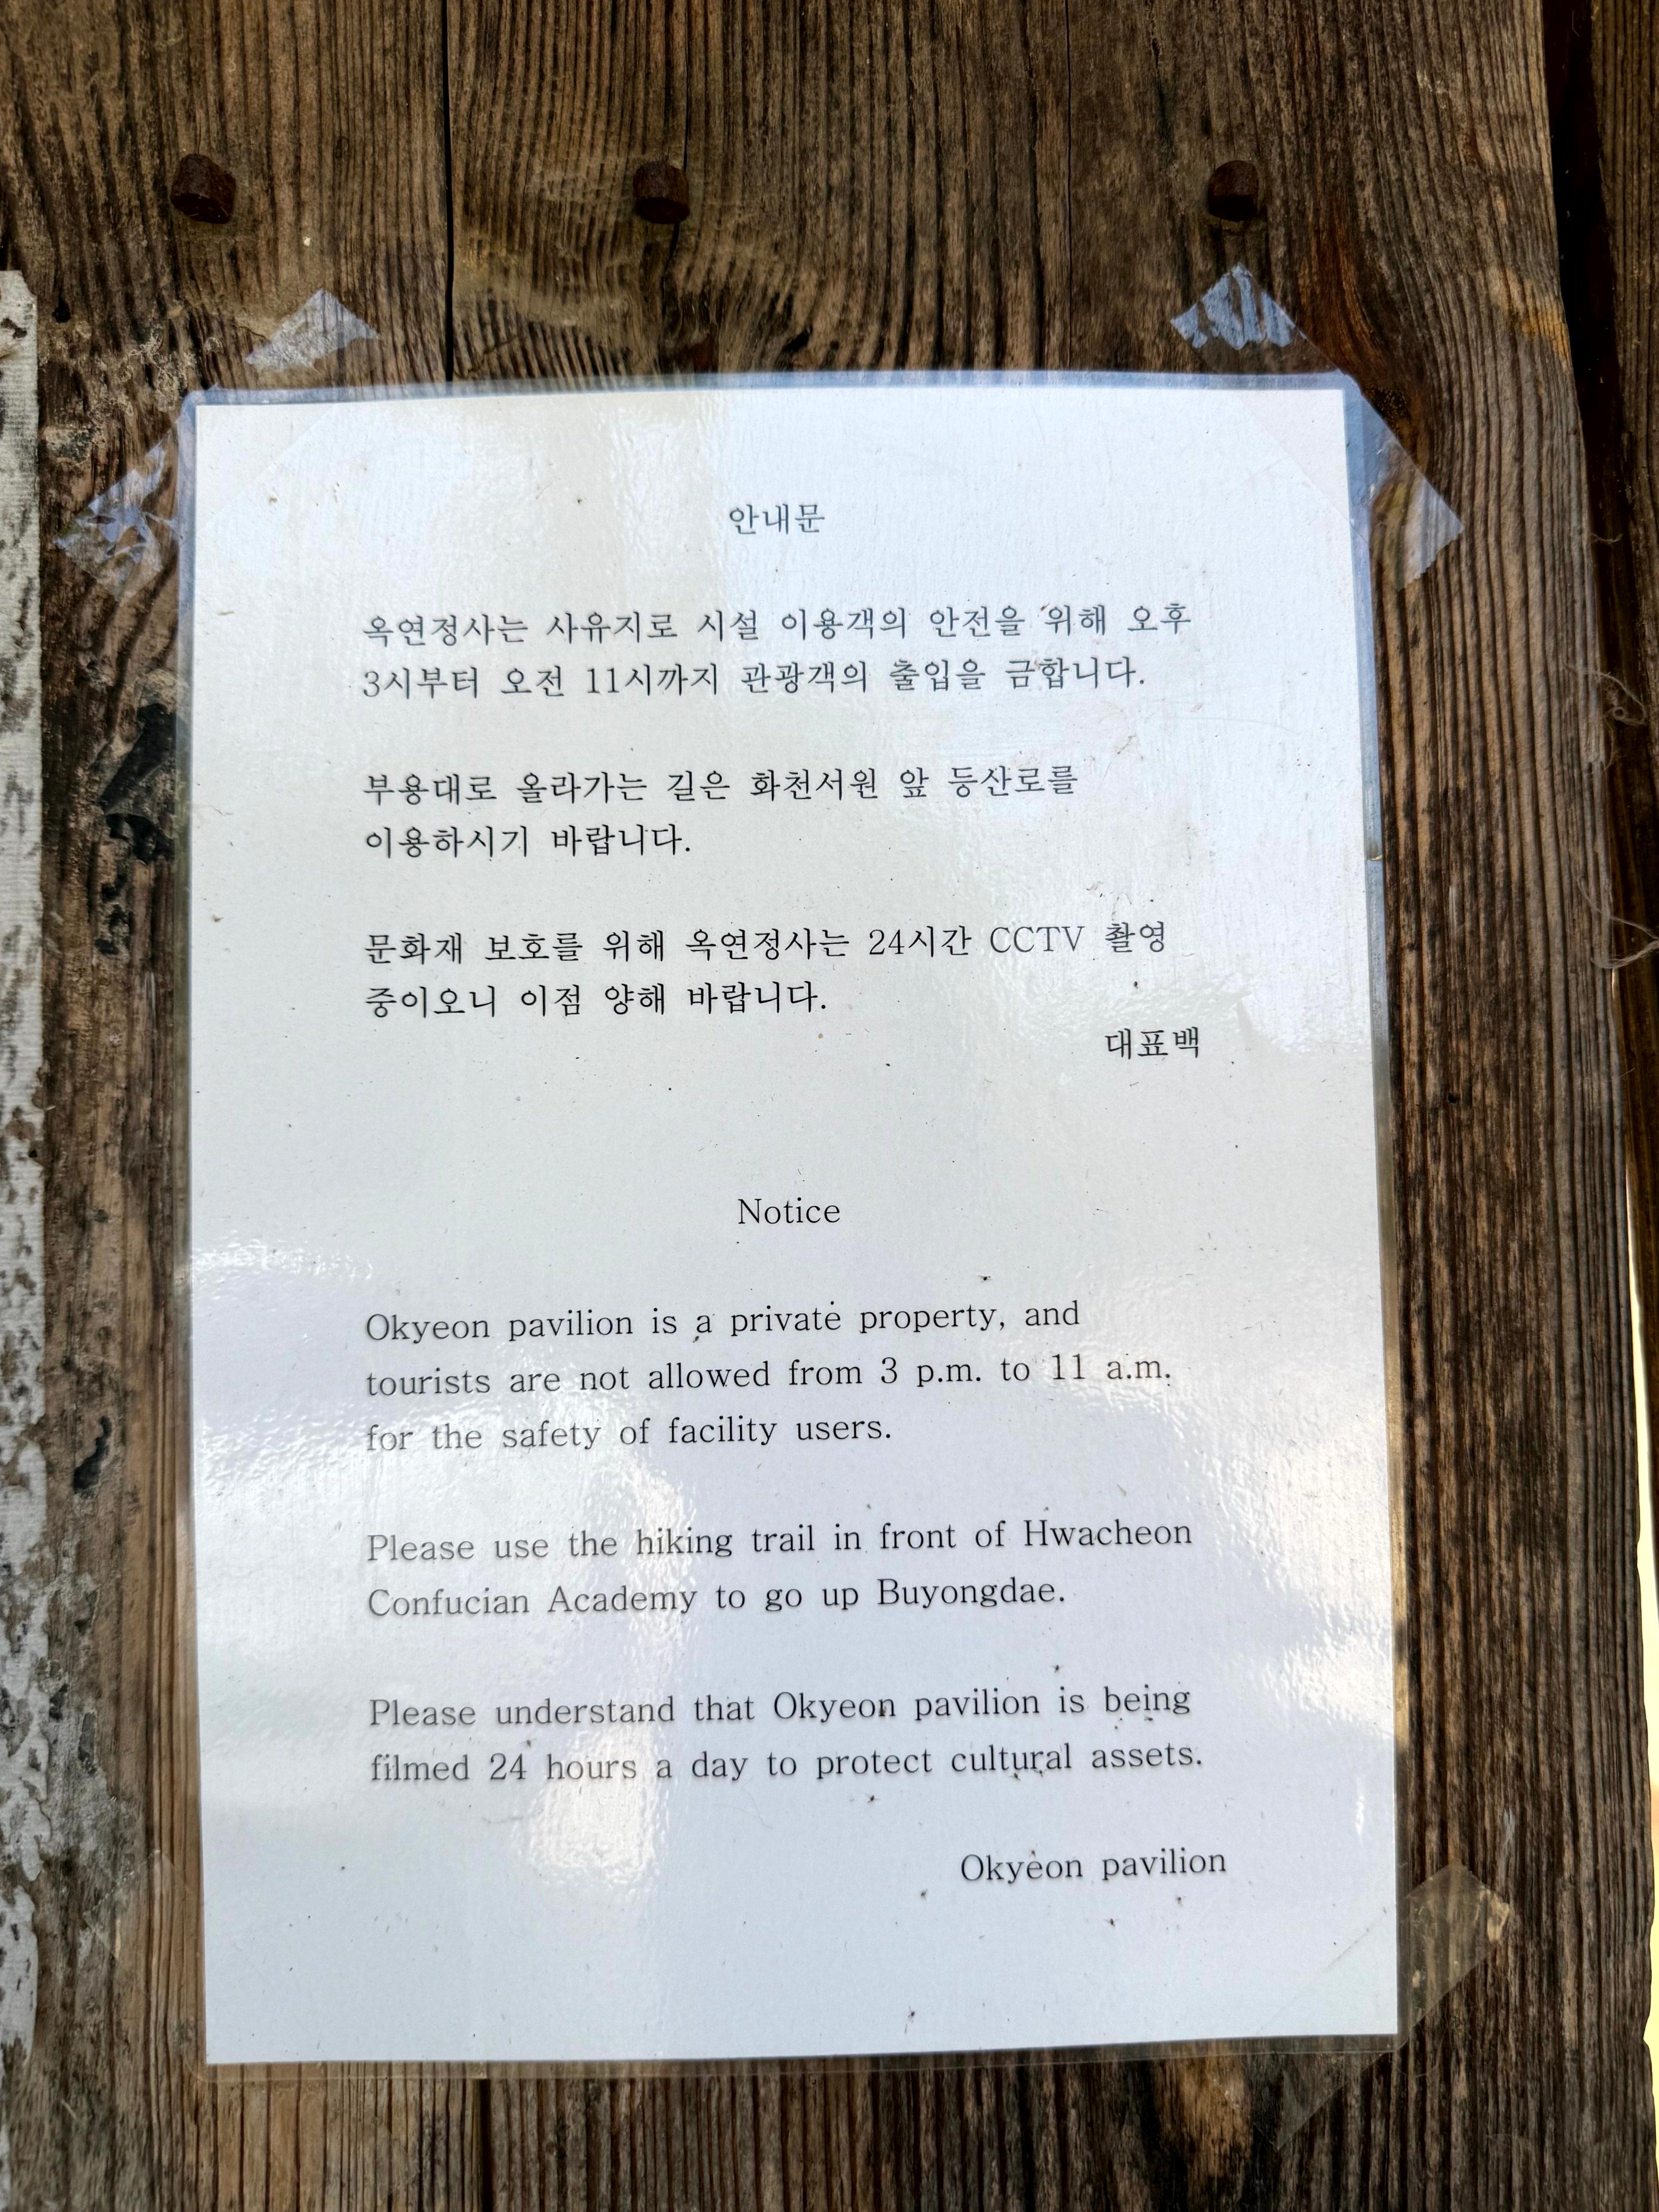 안내문
옥연정사는 사유지로 시설 이용객의 안전을 위해 오후
3시부터 오전 11시까지 관광객의 출입을 금합니다.
부용대로 올라가는 길은 화천서원 앞 등산로를
이용하시기 바랍니다.
문화재 보호를 위해 옥연정사는 24시간 CCTV 촬영
중이오니 이점 양해 바랍니다.
대표백
Notice
Okyeon pavilion is a private property, and
tourists are not allowed from 3 p.m. to 11 a.m.
for the safety of facility users.
Please use the hiking trail in front of Hwacheon
Confucian Academy to go up Buyongdae.
Please understand that Okyeon pavilion is being
filmed 24 hours a day to protect cultural assets.
Okyeon pavilion